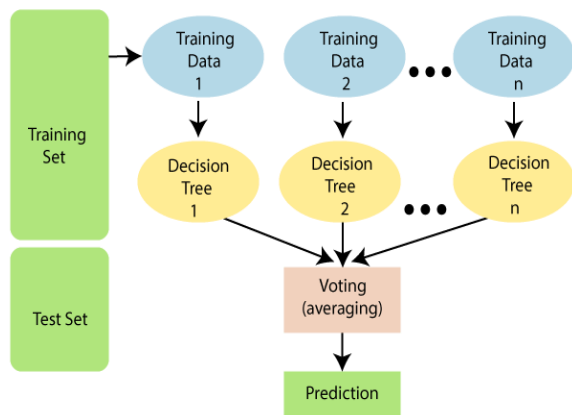 Training
Set
Training
Data
1
Training
Data
2
Training
Data
n
Decision
Tree
1
Decision
Tree
2
Decision
Tree
n
Test Set
Voting
(averaging)
Prediction